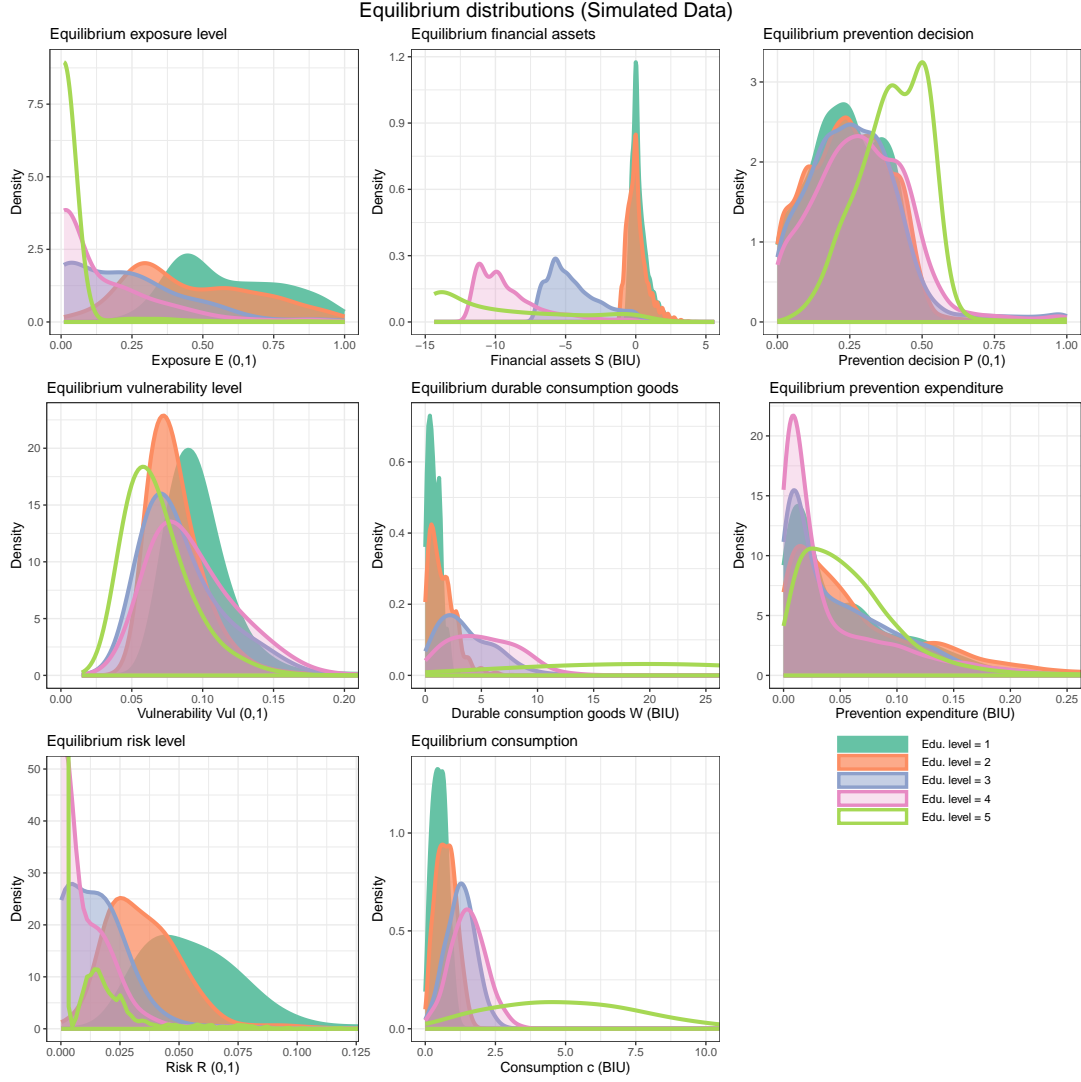 Equilibrium distributions (Simulated Data)
Equilibrium exposure level
Density
7.5
5.0
2.5
0.0
0.00 0.25 0.50 0.75 1.00
Exposure E (0,1)
Equilibrium financial assets
Density
1.2
0.9
0.6
0.3
0.0
−15 −10 −5 0 5
Financial assets S (BIU)
Equilibrium prevention decision
Density
3
2
1
0
0.00 0.25 0.50 0.75 1.00
Prevention decision P (0,1)
Equilibrium vulnerability level
Density
20
15
10
5
0
0.00 0.05 0.10 0.15 0.20
Vulnerability Vul (0,1)
Equilibrium durable consumption goods
Density
0.6
0.4
0.2
0.0
0 5 10 15 20 25
Durable consumption goods W (BIU)
Equilibrium prevention expenditure
Density
20
15
10
5
0
0.00 0.05 0.10 0.15 0.20 0.25
Prevention expenditure (BIU)
Equilibrium risk level
Density
50
40
30
20
10
0
0.000 0.025 0.050 0.075 0.100 0.125
Risk R (0,1)
Equilibrium consumption
Density
1.0
0.5
0.0
0.0 2.5 5.0 7.5 10.0
Consumption c (BIU)
Edu. level = 1
Edu. level = 2
Edu. level = 3
Edu. level = 4
Edu. level = 5